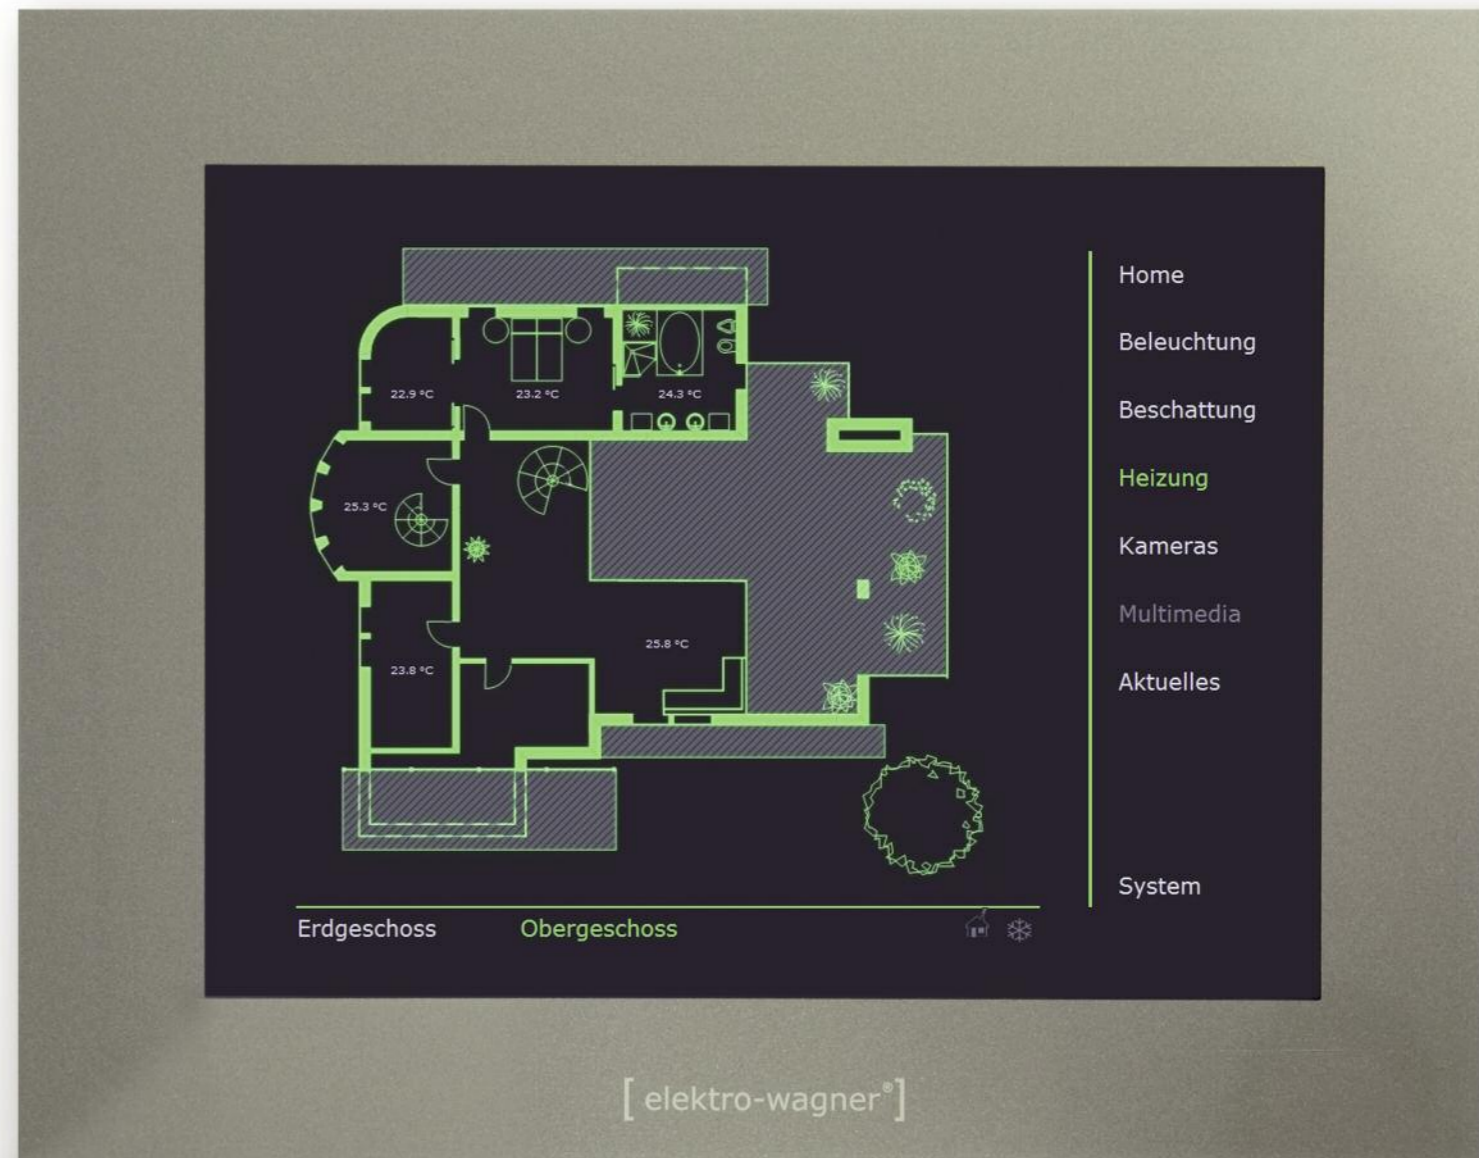 Home
Beleuchtung
22.9 °C
23.2 °C
24.3 °C
Beschattung
Heizung
25.3 °C
Kameras
Multimedia
25.8 °C
23.8 °C
Aktuelles
System
Erdgeschoss
Obergeschoss
[ elektro-wagner® ]